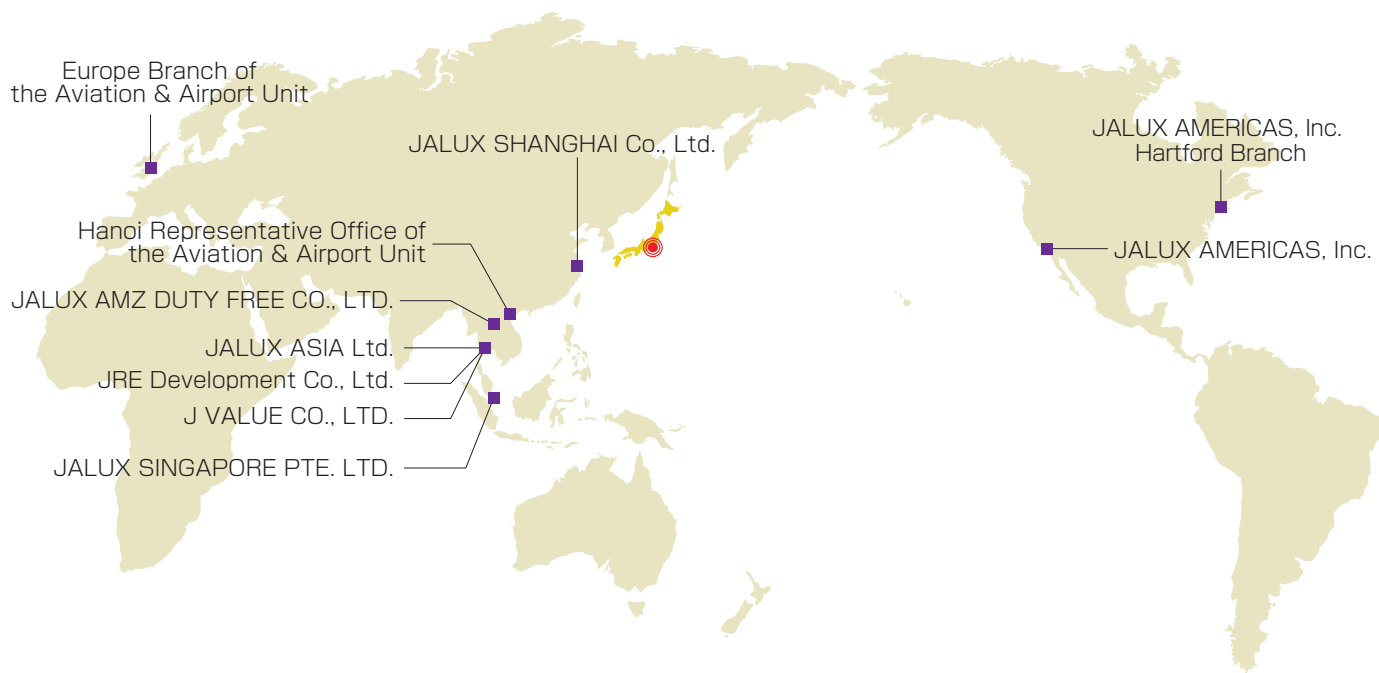 Europe Branch of
the Aviation & Airport Unit
JALUX SHANGHAI Co., Ltd.
JALUX AMERICAS, Inc.
Hartford Branch
Hanoi Representative Office of
the Aviation & Airport Unit
JALUX AMERICAS, Inc.
JALUX AMZ DUTY FREE CO., LTD.
JALUX ASIA Ltd.
JRE Development Co., Ltd.
J VALUE CO., LTD.
JALUX SINGAPORE PTE. LTD.